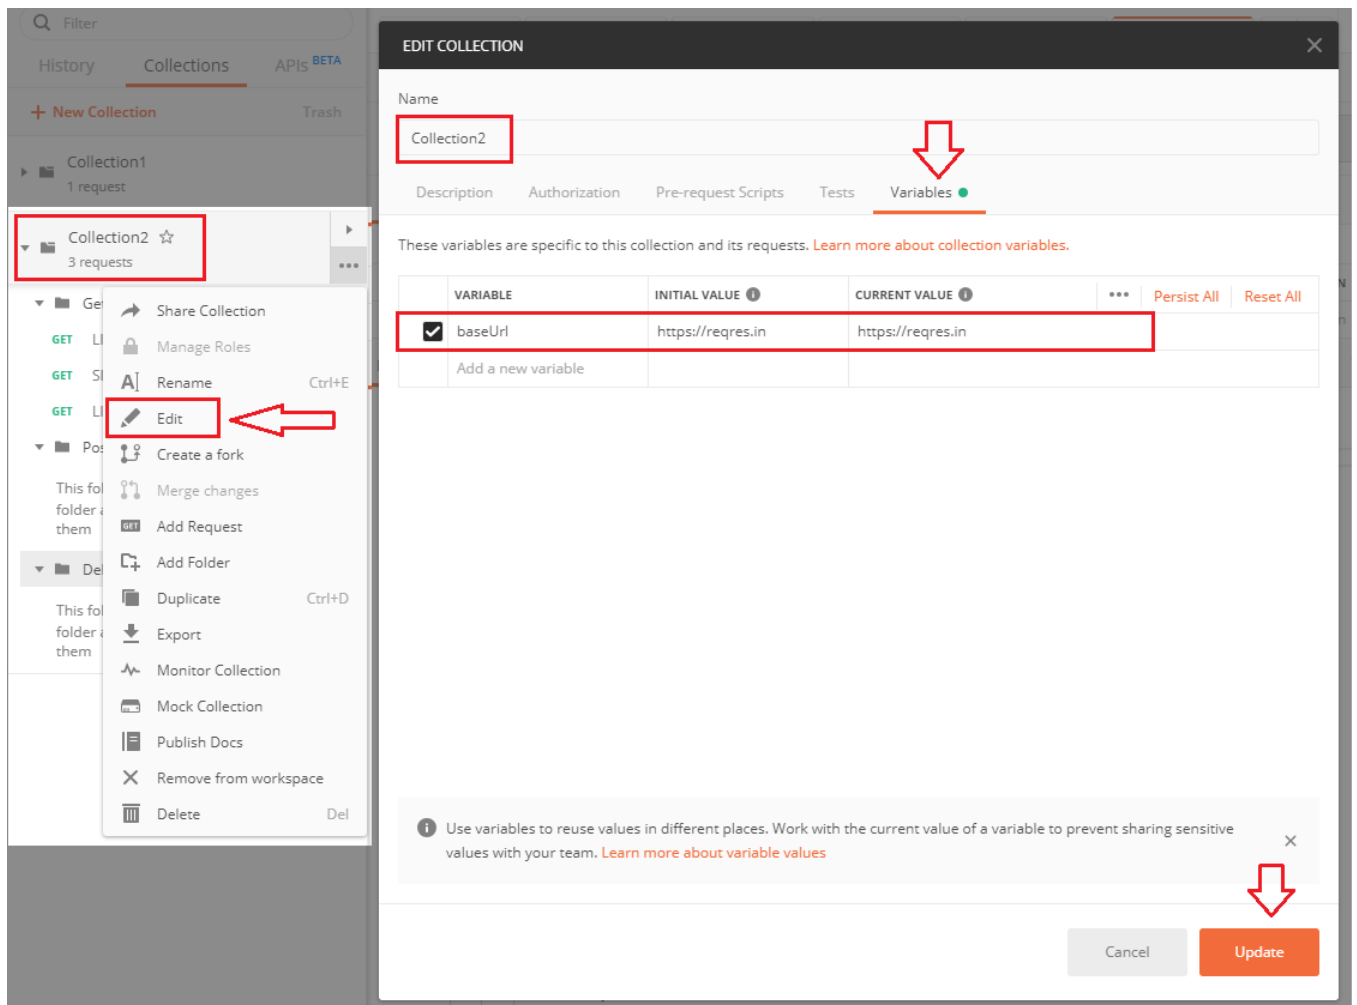 Filter
History Collections APIs BETA
+ New Collection Trash
Collection1
1 request
Collection2
3 requests
Share Collection
Manage Roles
Rename Ctrl+E
GET
Edit
GET
Create a fork
GET
Merge changes
This
folder
them
GET Add Request
Add Folder
Duplicate Ctrl+D
This
folder
them
Export
Monitor Collection
Mock Collection
Publish Docs
Remove from workspace
Delete Del
EDIT COLLECTION
Name
Collection2
Description Authorization Pre-request Scripts Tests Variables
These variables are specific to this collection and its requests. Learn more about collection variables.
VARIABLE INITIAL VALUE CURRENT VALUE ••• Persist All Reset All
baseUrl https://reqres.in https://reqres.in
Add a new variable
Use variables to reuse values in different places. Work with the current value of a variable to prevent sharing sensitive
values with your team. Learn more about variable values
Cancel Update